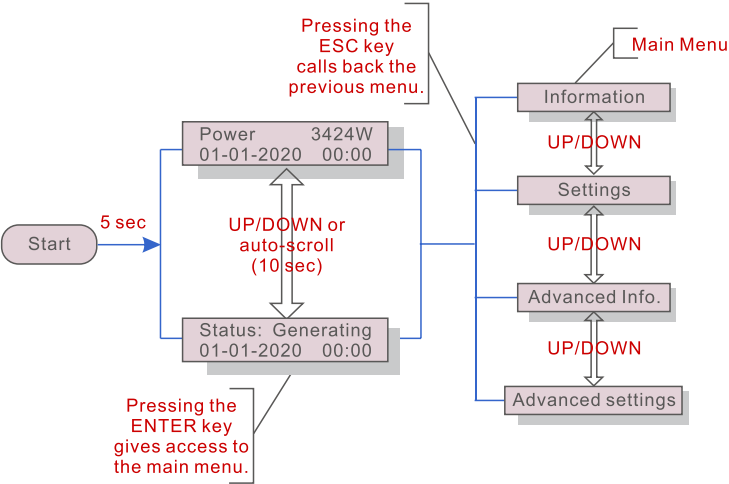 Pressing the
ESC key
calls back the
previous menu.
Main Menu
Information
UP/DOWN
Settings
UP/DOWN
Advanced Info.
UP/DOWN
Advanced settings
Power 3424W
01-01-2020 00:00
5 sec
Start
UP/DOWN or
auto-scroll
(10 sec)
Status: Generating
01-01-2020 00:00
Pressing the
ENTER key
gives access to
the main menu.